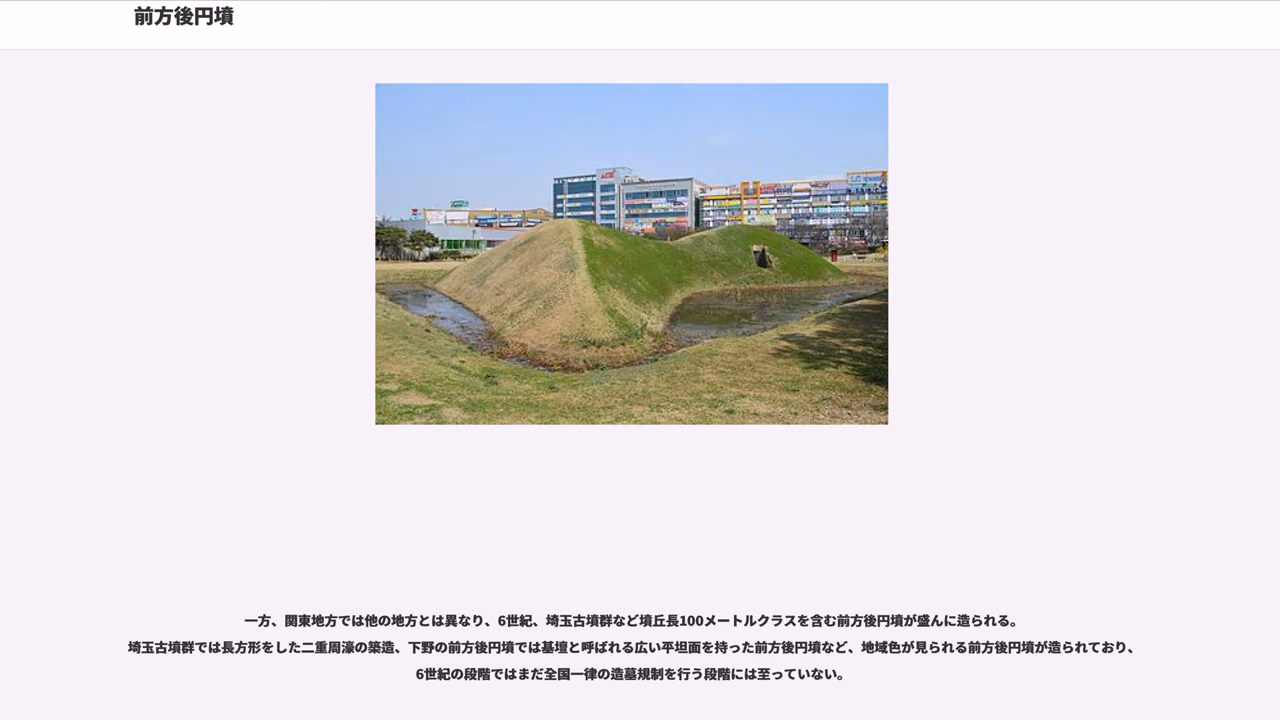 前方後円墳
一方、関東地方では他の地方とは異なり、6世紀、埼玉古墳群など墳丘長100メートルクラスを含む前方後円墳が盛んに造られる。
埼玉古墳群では長方形をした二重周濠の築造、下野の前方後円墳では基壇と呼ばれる広い平坦面を持った前方後円墳など、地域色が見られる前方後円墳が造られており、
6世紀の段階ではまだ全国一律の造墓規制を行う段階には至っていない。